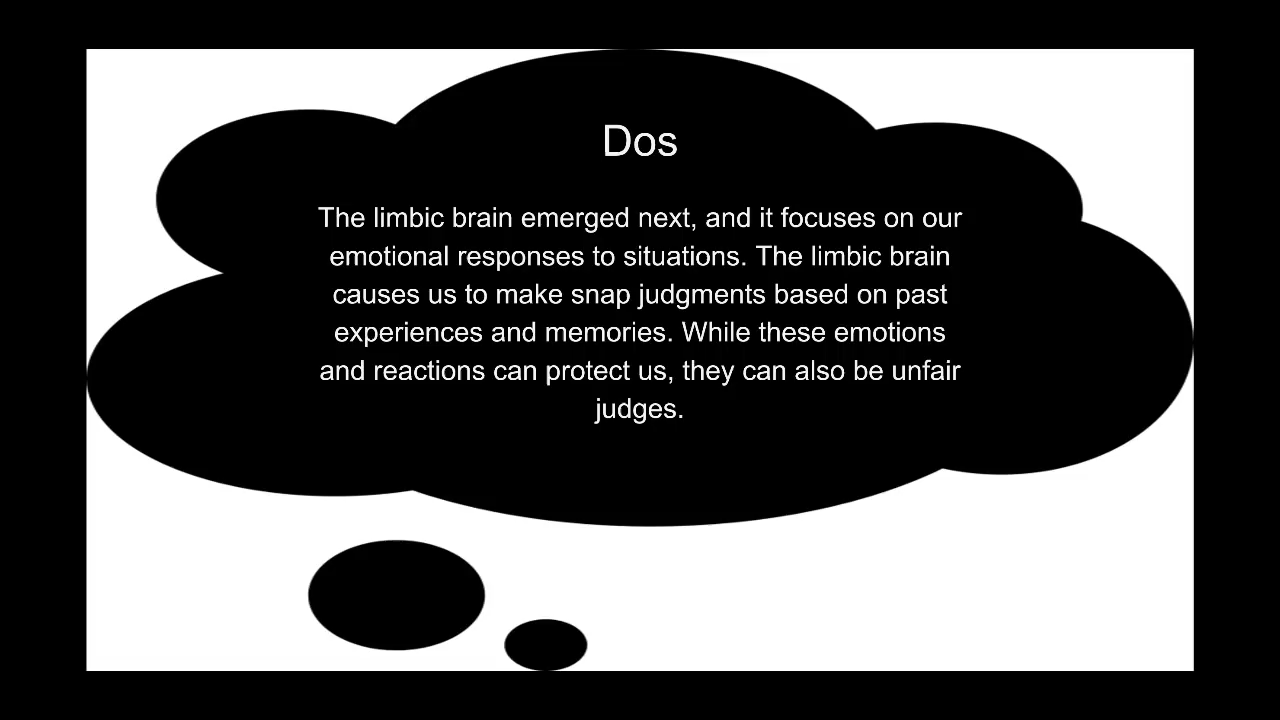 Dos
The limbic brain emerged next, and it focuses on our
emotional responses to situations. The limbic brain
causes us to make snap judgments based on past
experiences and memories. While these emotions
and reactions can protect us, they can also be unfair
judges.